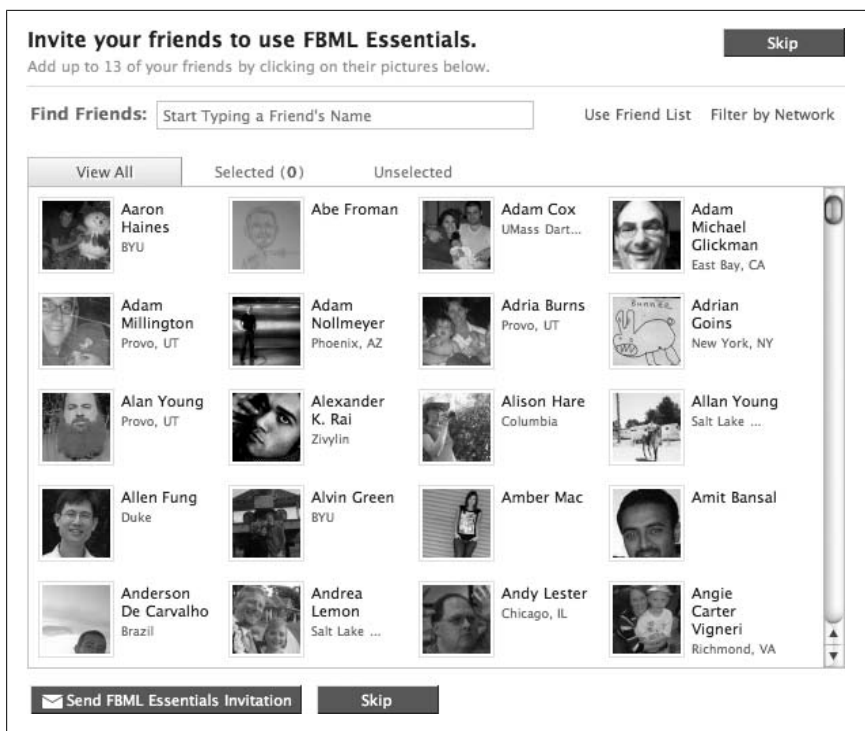 Invite your friends to use FBML Essentials.
Skip
Add up to 13 of your friends by clicking on their pictures below.
Find Friends:
Start Typing a Friend's Name
Use Friend List
Filter by Network
View All
Selected (0)
Unselected
Aaron
Haines
BYU
Abe Froman
Adam Cox
UMass Dart...
Adam
Michael
Glickman
East Bay, CA
Adam
Millington
Provo, UT
Adam
Nollmeyer
Phoenix, AZ
Adria Burns
Provo, UT
BUNNEE
Adrian
Goins
New York, NY
Alan Young
Provo, UT
Alexander
K. Rai
Zivylin
Alison Hare
Columbia
Allan Young
Salt Lake ...
Allen Fung
Duke
Alvin Green
BYU
Amber Mac
Amit Bansal
Anderson
De Carvalho
Brazil
Andrea
Lemon
Salt Lake ...
Andy Lester
Chicago, IL
Angie
Carter
Vigneri
Richmond, VA
Send FBML Essentials Invitation
Skip